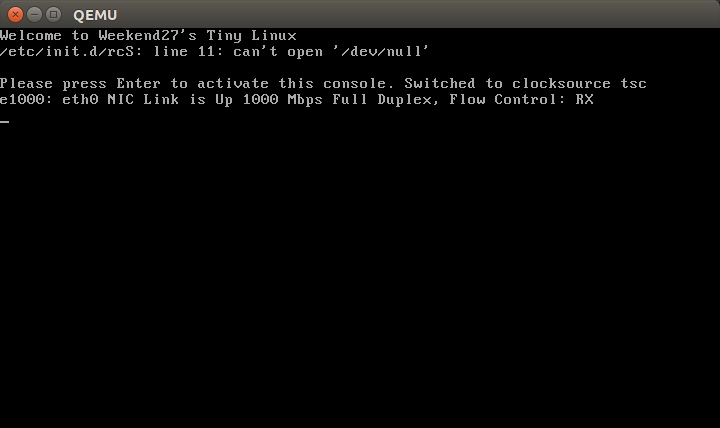 QEMU
Welcome to Weekend27's Tiny Linux
/etc/init.d/rcS: line 11: can't open '/dev/null'
Please press Enter to activate this console. Switched to clocksource tsc
e1000: eth0 NIC Link is Up 1000 Mbps Full Duplex, Flow Control: RX